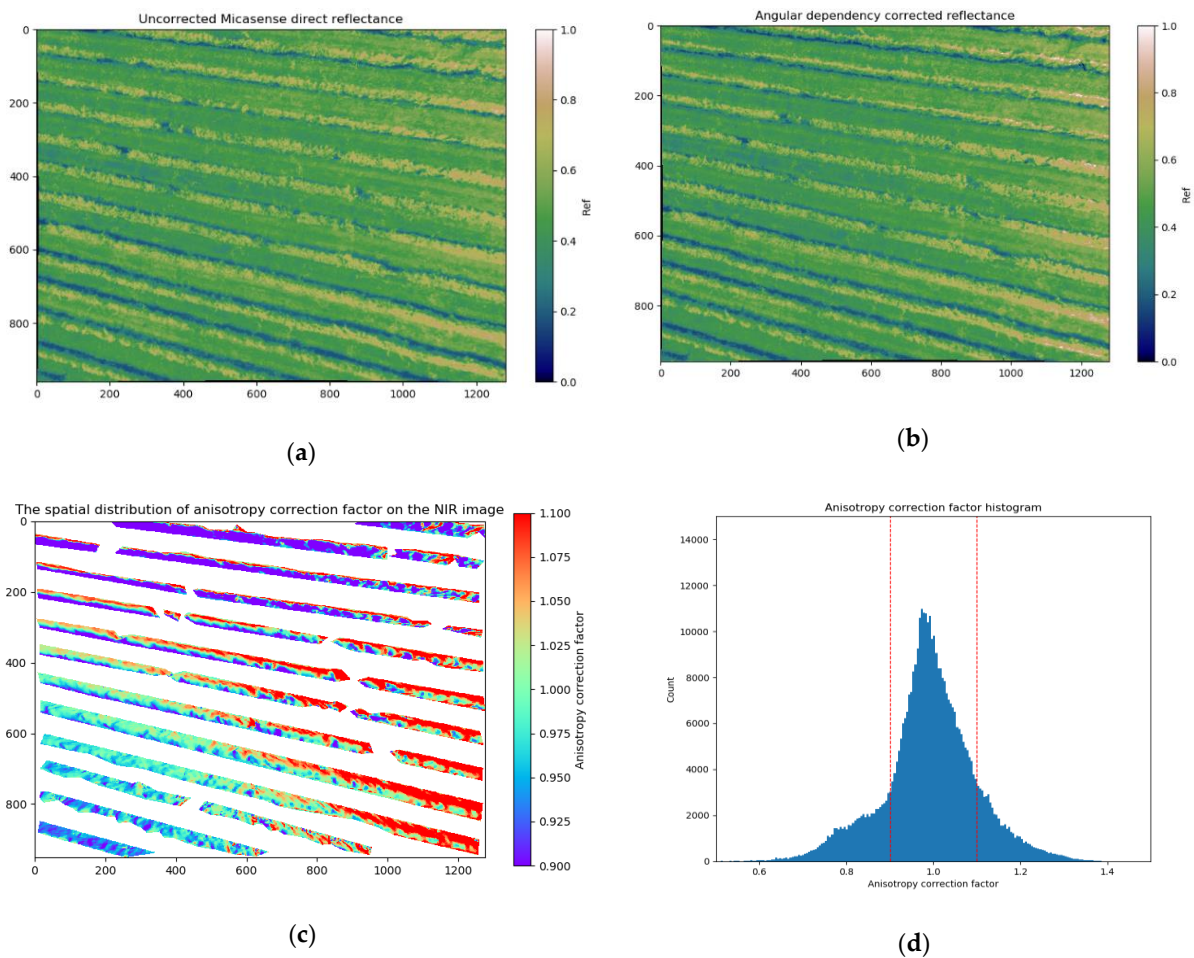 Uncorrected Micasense direct reflectance
0
200
400
600
800
0 200 400 600 800 1000 1200
1.0
0.8
0.6
0.4
0.2
0.0
Ref
(a)
Angular dependency corrected reflectance
0
200
400
600
800
0 200 400 600 800 1000 1200
1.0
0.8
0.6
0.4
0.2
0.0
Ref
(b)
The spatial distribution of anisotropy correction factor on the NIR image
0
200
400
600
800
0 200 400 600 800 1000 1200
1.100
1.075
1.050
1.025
1.000
0.975
0.950
0.925
0.900
Anisotropy correction factor
(c)
Anisotropy correction factor histogram
14000
12000
10000
8000
6000
4000
2000
0
Count
0.6 0.8 1.0 1.2 1.4
Anisotropy correction factor
(d)